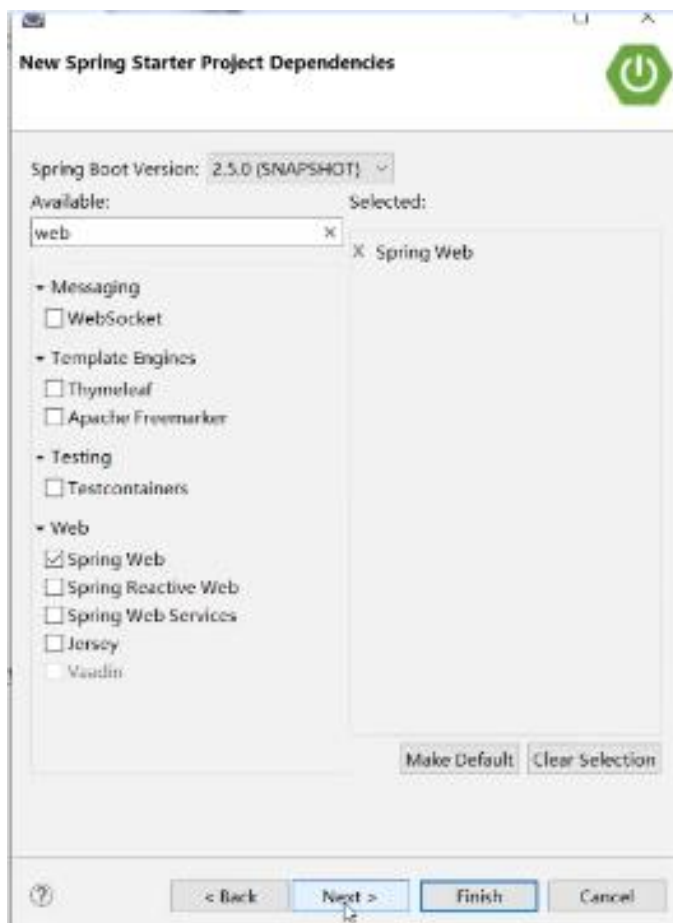 New Spring Starter Project Dependencies
Spring Boot Version: 2.5.0 (SNAPSHOT)
Available: Selected:
web
X Spring Web
Messaging
WebSocket
Template Engines
Thymeleaf
Apache Freemarker
Testing
Testcontainers
Web
Spring Web
Spring Reactive Web
Spring Web Services
Jersey
Vaadin
Make Default Clear Selection
< Back Next > Finish Cancel